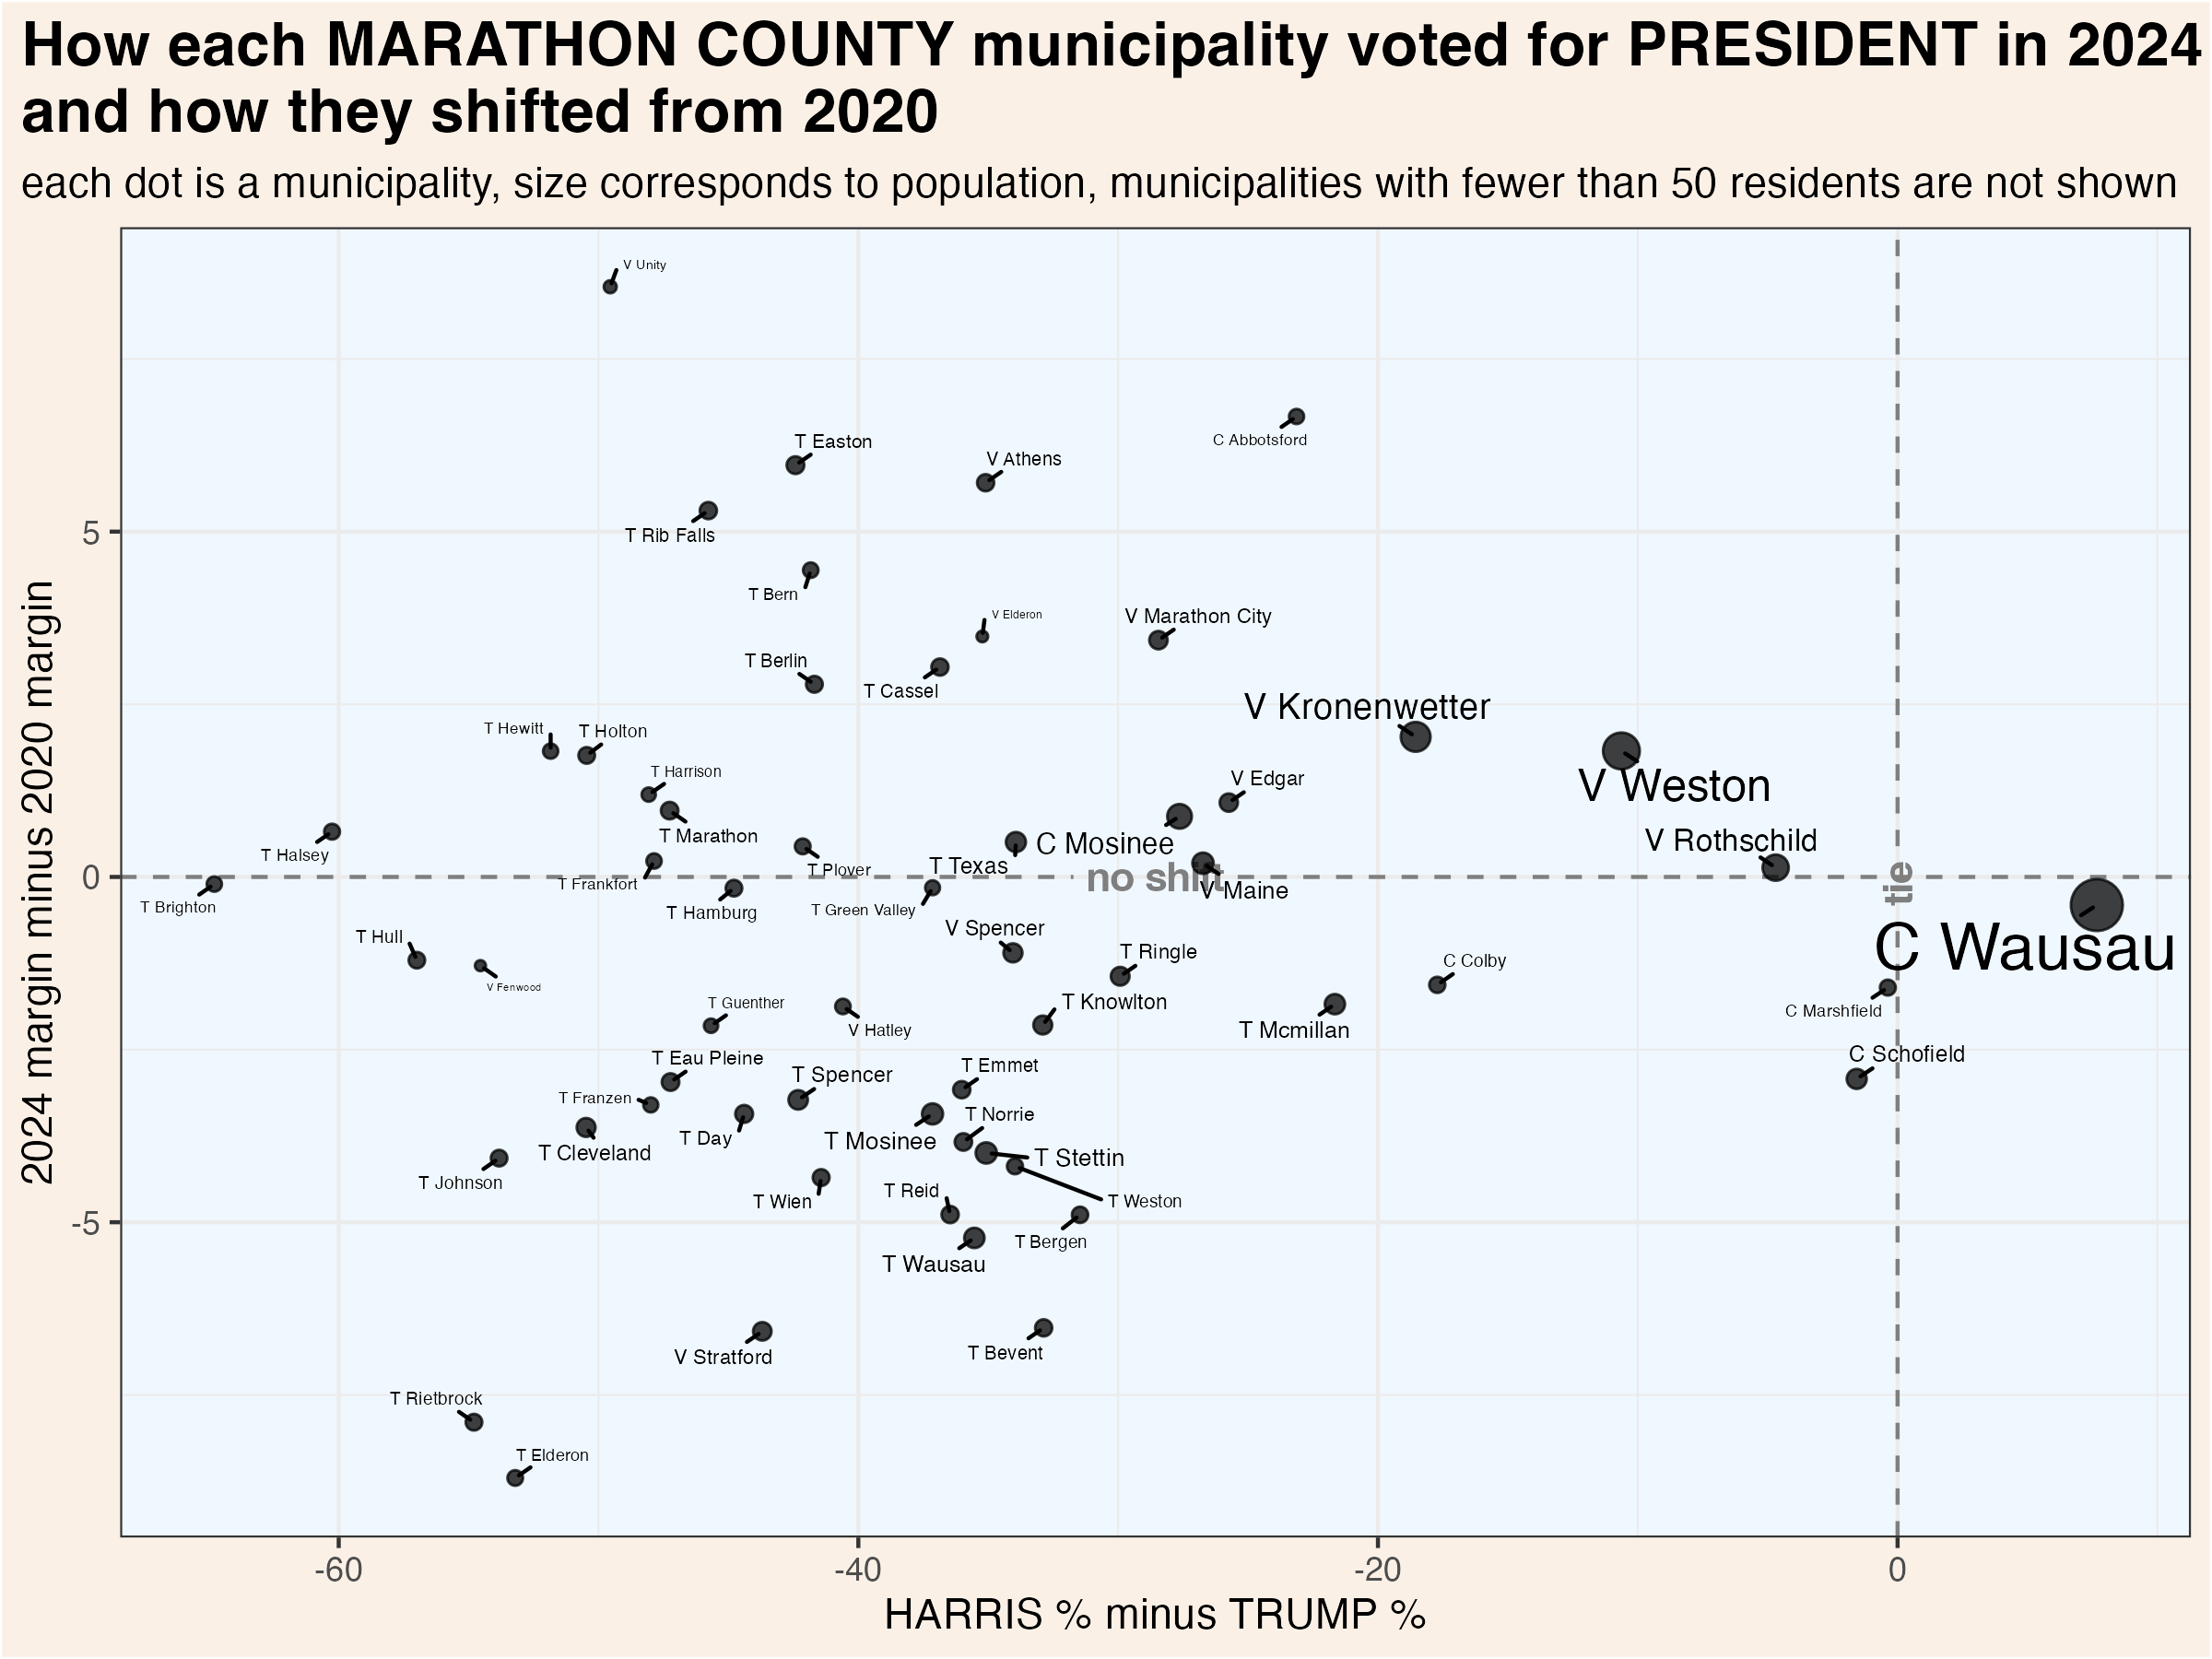 How each MARATHON COUNTY municipality voted for PRESIDENT in 2024
and how they shifted from 2020
each dot is a municipality, size corresponds to population, municipalities with fewer than 50 residents are not shown
V Unity
C Abbotsford
T Easton
V Athens
T Rib Falls
T Bern
V Elderon
V Marathon City
T Berlin
T Cassel
V Kronenwetter
T Hewitt
T Holton
T Harrison
V Edgar
V Weston
T Marathon
C Mosinee
V Rothschild
T Halsey
T Plover
T Texas
T Frankfort
no shift
tie
V Maine
T Brighton
T Hamburg
T Green Valley
V Spencer
C Wausau
T Hull
T Ringle
C Colby
V Fenwood
T Guenther
T Knowlton
C Marshfield
V Hatley
T Mcmillan
T Eau Pleine
C Schofield
T Emmet
T Spencer
T Franzen
T Norrie
T Day
T Mosinee
T Cleveland
T Stettin
T Johnson
T Reid
T Wien
T Weston
T Bergen
T Wausau
V Stratford
T Bevent
T Rietbrock
T Elderon
5
0
-5
2024 margin minus 2020 margin
-60
-40
-20
0
HARRIS % minus TRUMP %